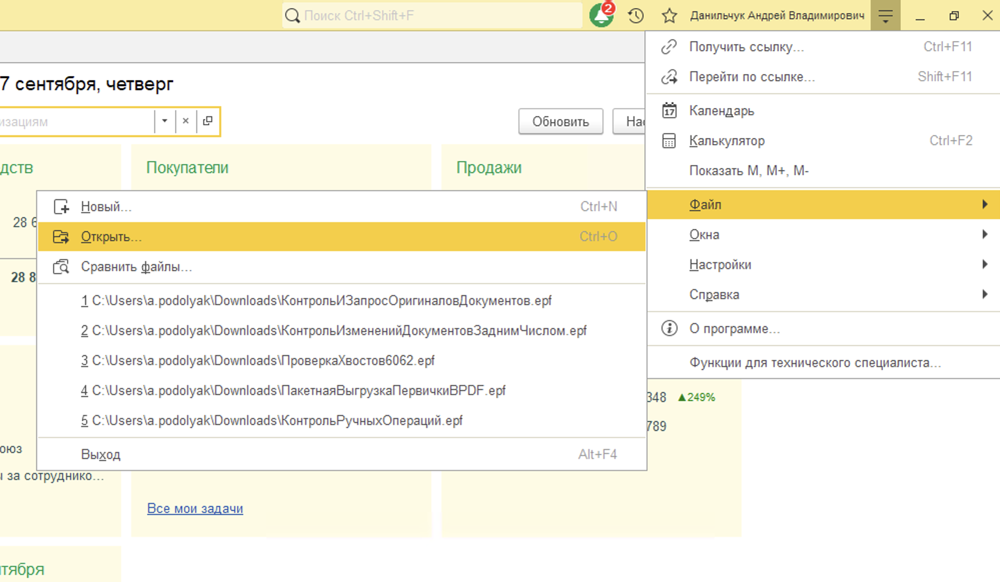 Поиск Ctrl+Shift+F
2
Данильчук Андрей Владимирович
7 сентября, четверг
изациям
Обновить
Нас
дств
Покупатели
Продажи
28 6
28 8
Получить ссылку... Ctrl+F11
Перейти по ссылке... Shift+F11
17 Календарь
Калькулятор Ctrl+F2
Показать M, M+, M-
Файл
Окна
Настройки
Справка
О программе...
Функции для технического специалиста...
Новый... Ctrl+N
Открыть... Ctrl+O
Сравнить файлы...
1 C:\Users\a.podolyak\Downloads\КонтрольИЗапросОригиналовДокументов.epf
2 C:\Users\a.podolyak\Downloads\КонтрольИзмененийДокументовЗаднимЧислом.epf
3 C:\Users\a.podolyak\Downloads\ПроверкаХвостов6062.epf
4 C:\Users\a.podolyak\Downloads\ПакетнаяВыгрузкаПервичкиВPDF.epf
5 C:\Users\a.podolyak\Downloads\КонтрольРучныхОпераций.epf
Выход Alt+F4
348 ▲249%
789
оюз
ы за сотруднико...
Все мои задачи
нтября